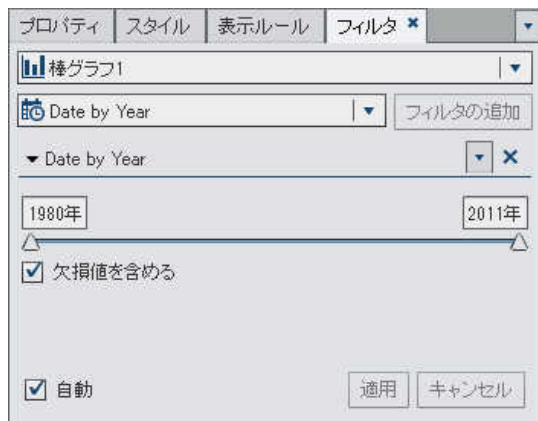 プロパティ スタイル 表示ルール フィルタ
棒グラフ1
Date by Year フィルタの追加
Date by Year
1980年 2011年
欠損値を含める
自動 適用 キャンセル